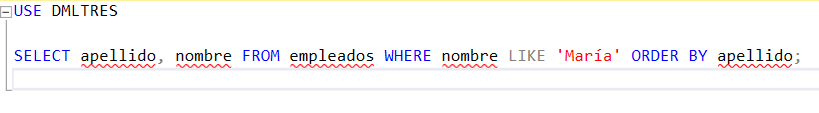 USE DMLTRES
SELECT apellido, nombre FROM empleados WHERE nombre LIKE 'María' ORDER BY apellido;